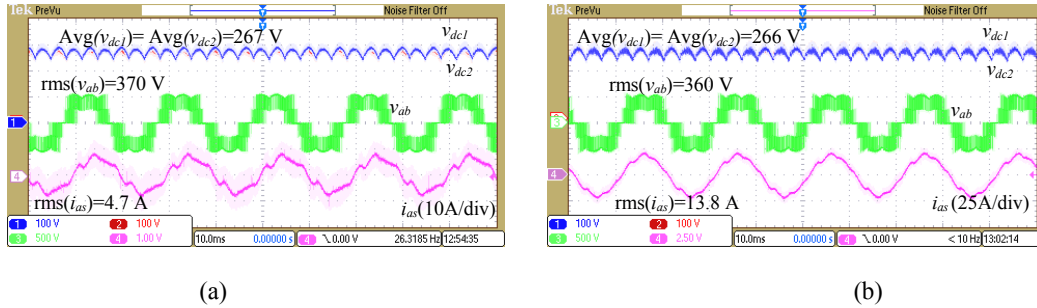 Tek PreVu Noise Filter Off
Avg(vdc1)= Avg(vdc2)=267 V
vdc1
vdc2
rms(vab)=370 V
vab
1
4
rms(ias)=4.7 A
ias(10A/div)
1 100 V 2 100 V
3 500 V 4 1.00 V
10.0ms 0.00000 s
4 0.00 V
26.3185 Hz 12:54:35
(a)
Tek PreVu Noise Filter Off
Avg(vdc1)= Avg(vdc2)=266 V
vdc1
vdc2
rms(vab)=360 V
vab
3
4
rms(ias)=13.8 A
ias(25A/div)
1 100 V 2 100 V
3 500 V 4 2.50 V
10.0ms 0.00000 s
4 0.00 V
< 10 Hz 13:02:14
(b)